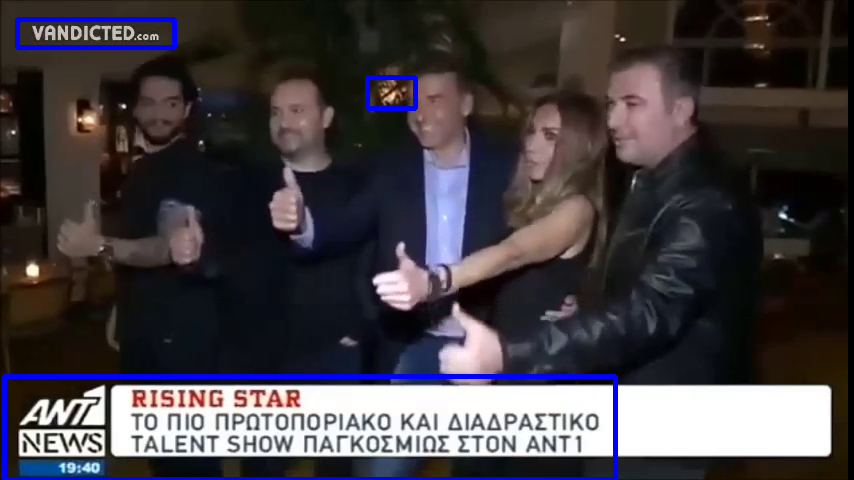 VANDICTED.com
RISING STAR
ΤΟ ΠΙΟ ΠΡΩΤΟΠΟΡΙΑΚΟ ΚΑΙ ΔΙΑΔΡΑΣΤΙΚΟ
TALENT SHOW ΠΑΓΚΟΣΜΙΩΣ ΣΤΟΝ ΑΝΤ1
ANT1
NEWS
19:40